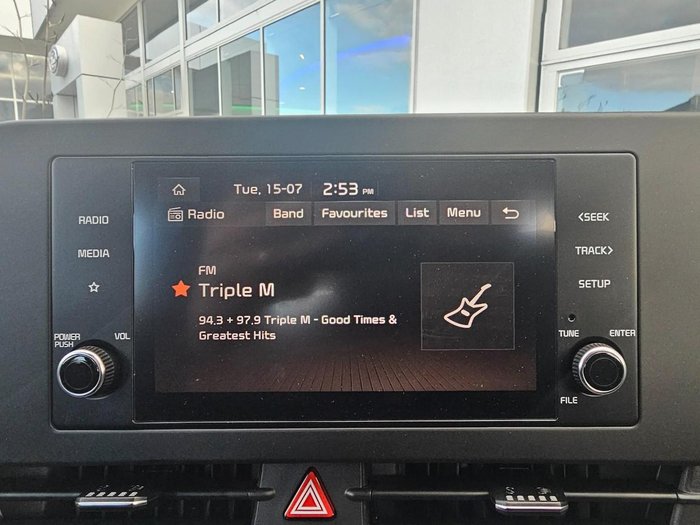 Tue, 15-07 2:53 PM
Radio Band Favourites List Menu
FM
Triple M
94.3 + 97.9 Triple M - Good Times &
Greatest Hits
RADIO
MEDIA
POWER
PUSH
VOL
<SEEK
TRACK>
SETUP
TUNE
ENTER
FILE